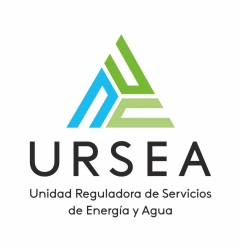 URSEA
Unidad Reguladora de Servicios
de Energía y Agua